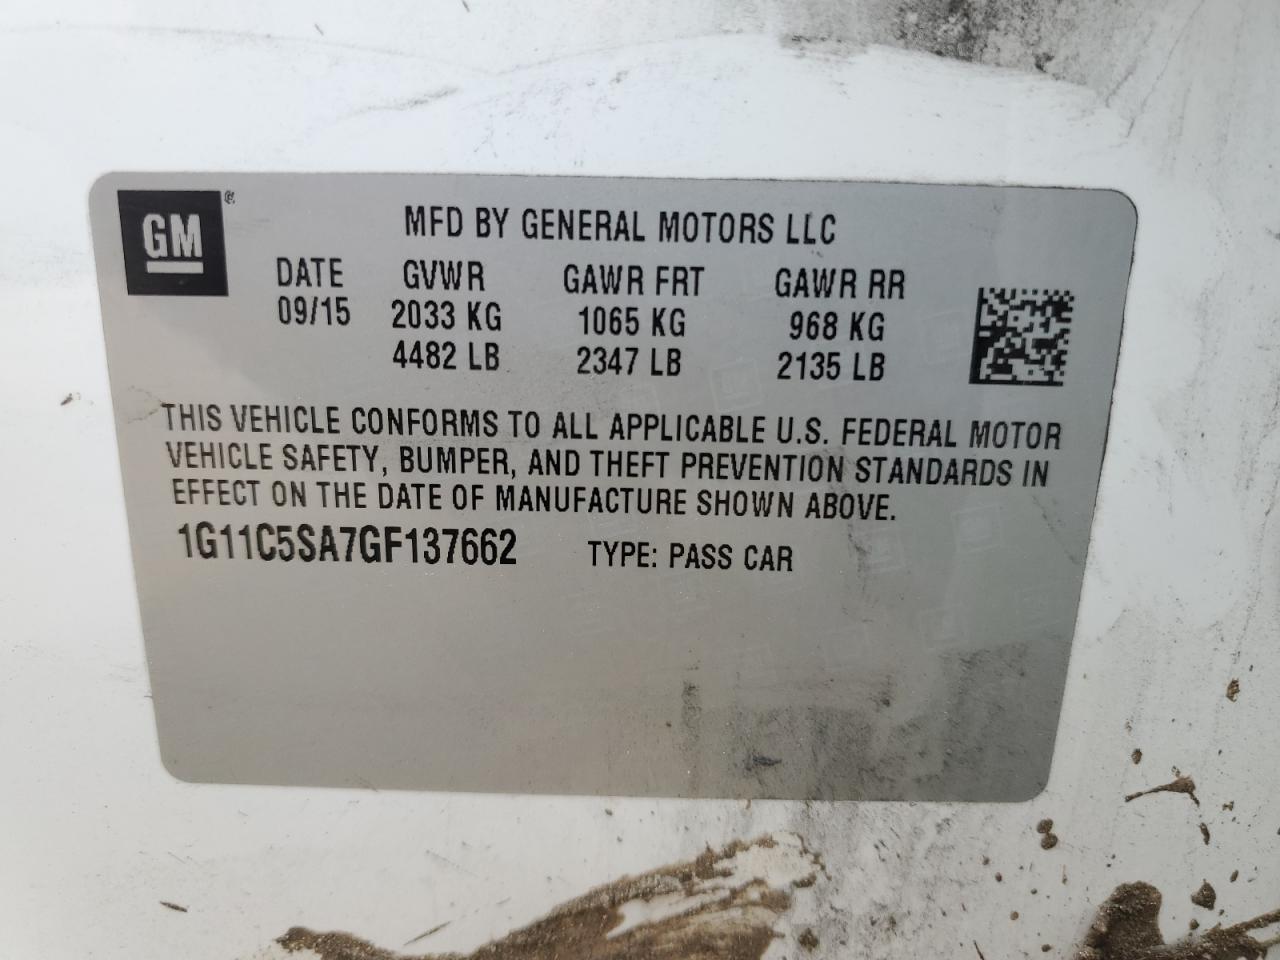 GM
MFD BY GENERAL MOTORS LLC
DATE GVWR GAWR FRT GAWR RR
09/15 2033 KG 1065 KG 968 KG
4482 LB 2347 LB 2135 LB
THIS VEHICLE CONFORMS TO ALL APPLICABLE U.S. FEDERAL MOTOR
VEHICLE SAFETY, BUMPER, AND THEFT PREVENTION STANDARDS IN
EFFECT ON THE DATE OF MANUFACTURE SHOWN ABOVE.
1G11C5SA7GF137662 TYPE: PASS CAR